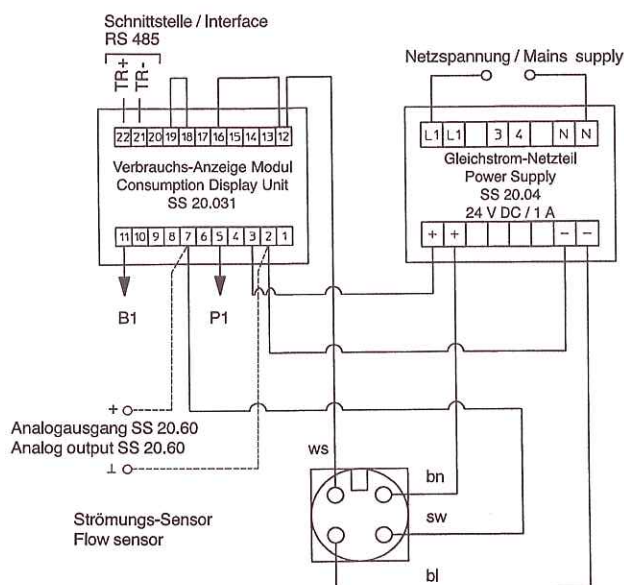 Schnittstelle / Interface
RS 485
TR+
TR-
22 21 20 19 18 17 16 15 14 13 12
Verbrauchs-Anzeige Modul
Consumption Display Unit
SS 20.031
11 10 9 8 7 6 5 4 3 2 1
B1
P1
Netzspannung / Mains supply
L1 L1 3 4 N N
Gleichstrom-Netzteil
Power Supply
SS 20.04
24 V DC / 1 A
+ + − −
+
Analogausgang SS 20.60
Analog output SS 20.60
⊥
ws
bn
sw
bl
Strömungs-Sensor
Flow sensor